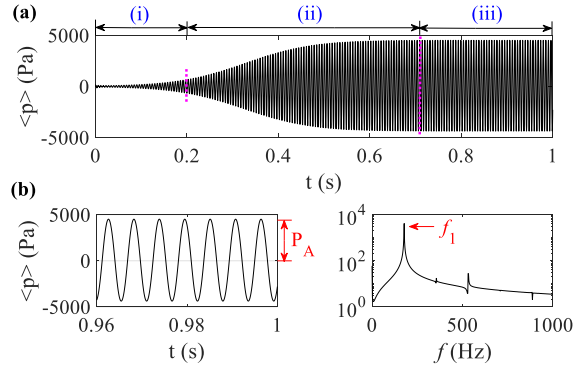 (a)
(i) (ii) (iii)
5000
0
-5000
<p> (Pa)
0 0.2 0.4 0.6 0.8 1
t (s)
(b)
5000
0
-5000
<p> (Pa)
P_A
0.96 0.98 1
t (s)
10^4
10^2
10^0
f_1
0 500 1000
f (Hz)